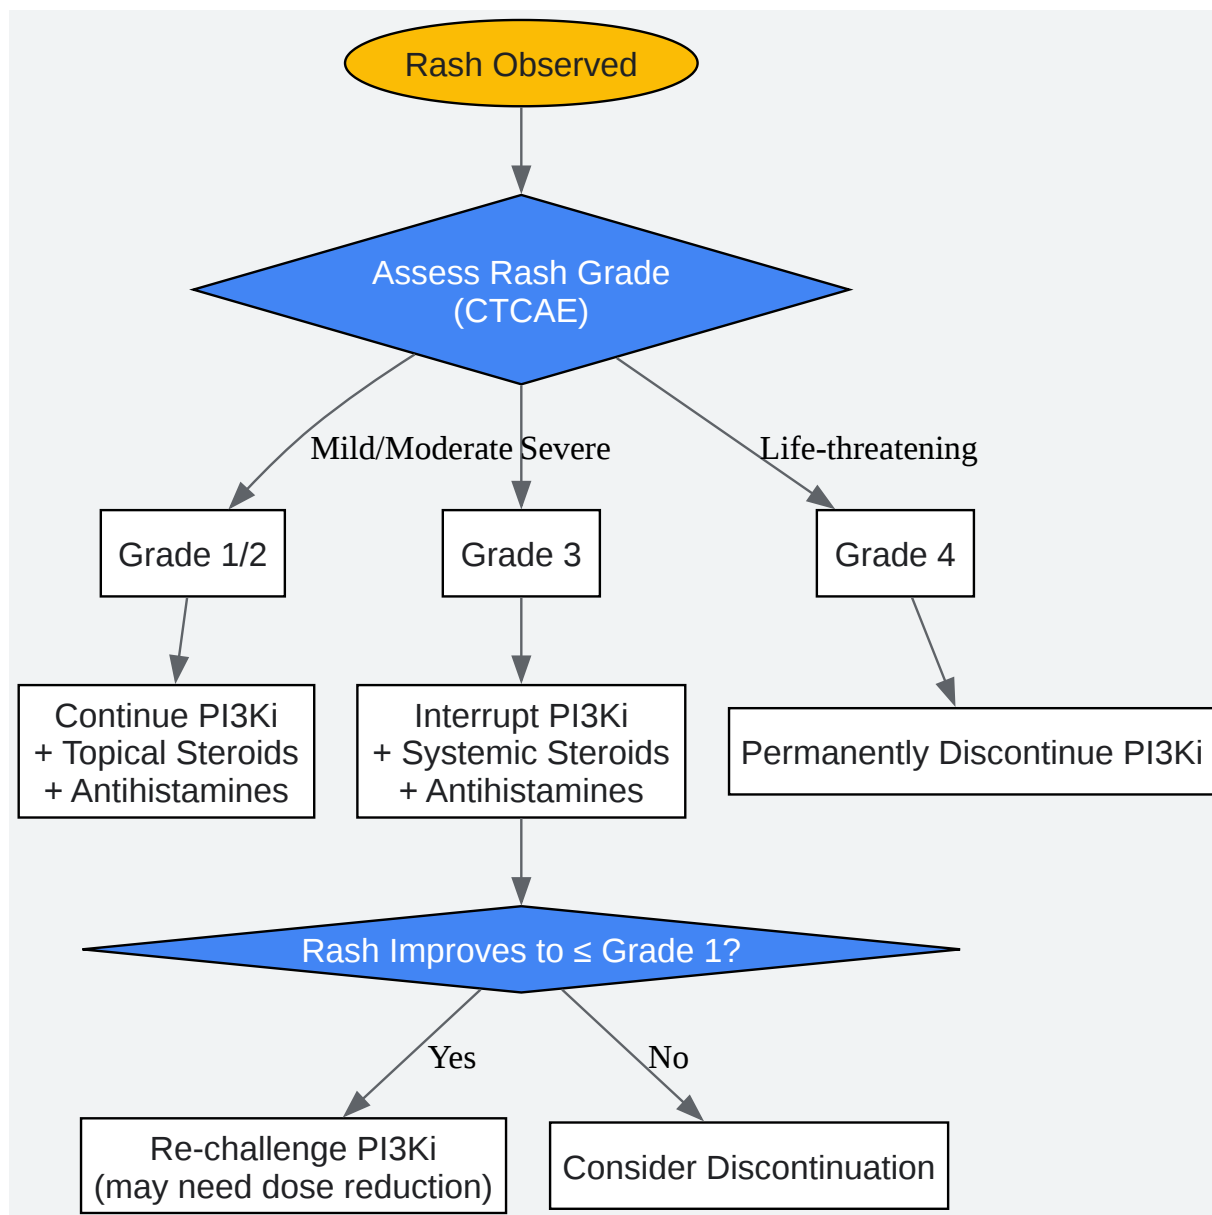 Rash Observed
Assess Rash Grade
(CTCAE)
Mild/Moderate
Severe
Life-threatening
Grade 1/2
Grade 3
Grade 4
Continue PI3Ki
+ Topical Steroids
+ Antihistamines
Interrupt PI3Ki
+ Systemic Steroids
+ Antihistamines
Permanently Discontinue PI3Ki
Rash Improves to ≤ Grade 1?
Yes
No
Re-challenge PI3Ki
(may need dose reduction)
Consider Discontinuation